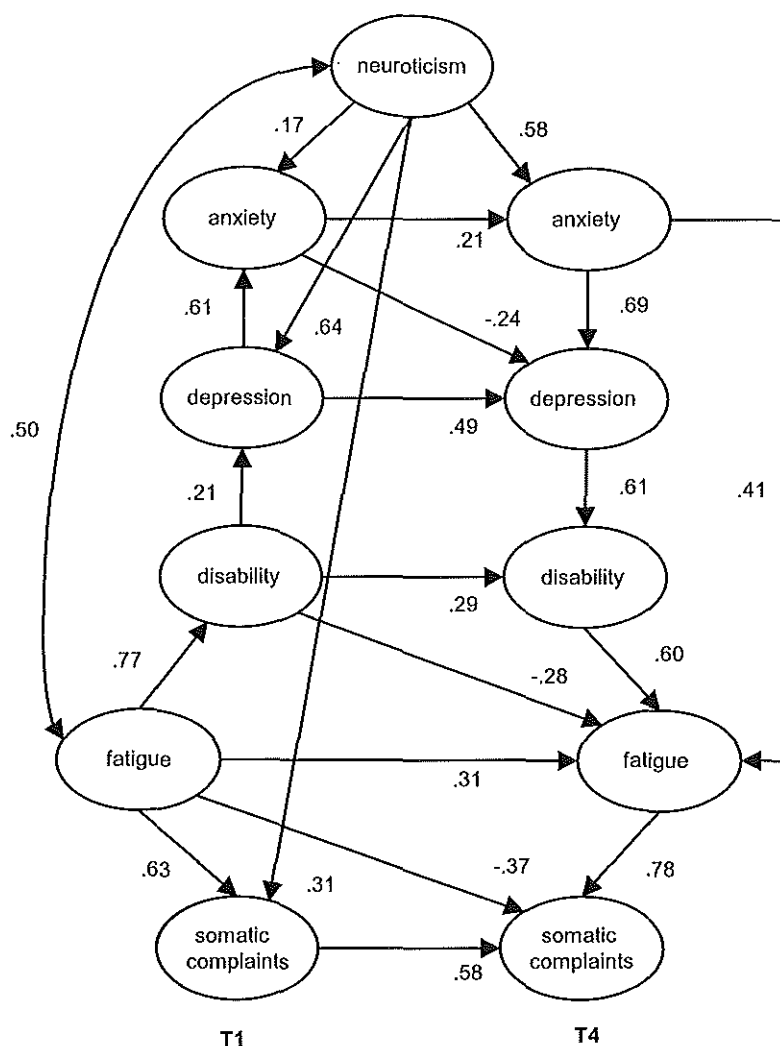 neuroticism
.17
.58
anxiety
anxiety
.21
.61
.64
-.24
.69
depression
depression
.50
.49
.21
.61
.41
disability
disability
.29
.77
-.28
.60
fatigue
fatigue
.31
.63
.31
-.37
.78
somatic
complaints
somatic
complaints
.58
T1
T4